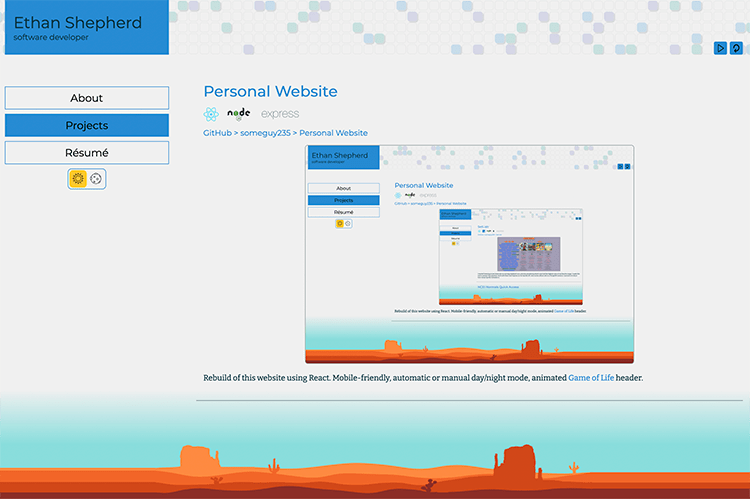 Ethan Shepherd
software developer
About
Projects
Résumé
Personal Website
node
express
GitHub > someguy235 > Personal Website
Ethan Shepherd
software developer
About
Projects
Résumé
Personal Website
node
express
GitHub > someguy235 > Personal Website
Rebuild of this website using React. Mobile-friendly, automatic or manual day/night mode, animated Game of Life header.
Rebuild of this website using React. Mobile-friendly, automatic or manual day/night mode, animated Game of Life header.